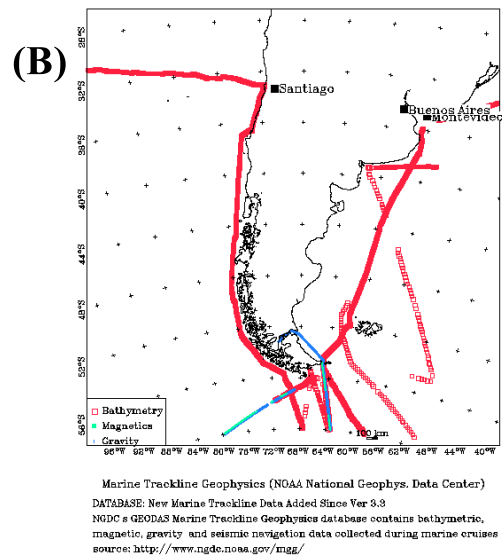 (B)
28°S
32°S
Santiago
Buenos Aires
Montevideo
36°S
40°S
44°S
48°S
52°S
56°S
Bathymetry
Magnetics
Gravity
100 km
96°W 92°W 88°W 84°W 80°W 76°W 72°W 68°W 64°W 60°W 56°W 52°W 48°W 44°W 40°W
Marine Trackline Geophysics (NOAA National Geophys. Data Center)
DATABASE: New Marine Trackline Data Added Since Ver 3.3
NGDC s GEODAS Marine Trackline Geophysics database contains bathymetric,
magnetic, gravity and seismic navigation data collected during marine cruises
source: http://www.ngdc.noaa.gov/mgg/